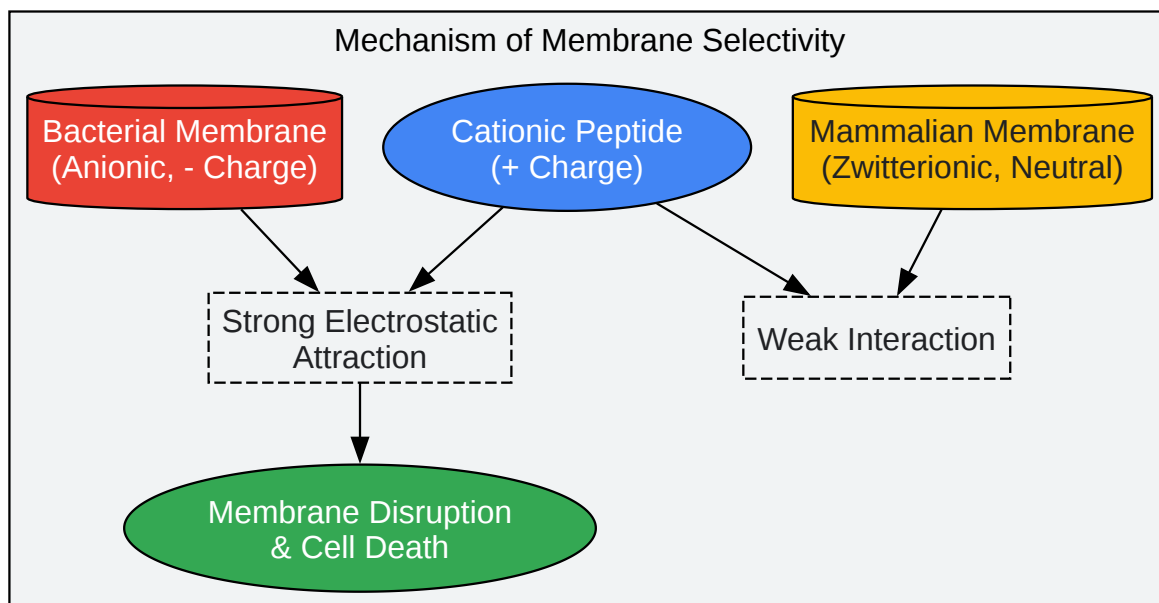 Mechanism of Membrane Selectivity
Bacterial Membrane
(Anionic, - Charge)
Cationic Peptide
(+ Charge)
Mammalian Membrane
(Zwitterionic, Neutral)
Strong Electrostatic
Attraction
Weak Interaction
Membrane Disruption
& Cell Death